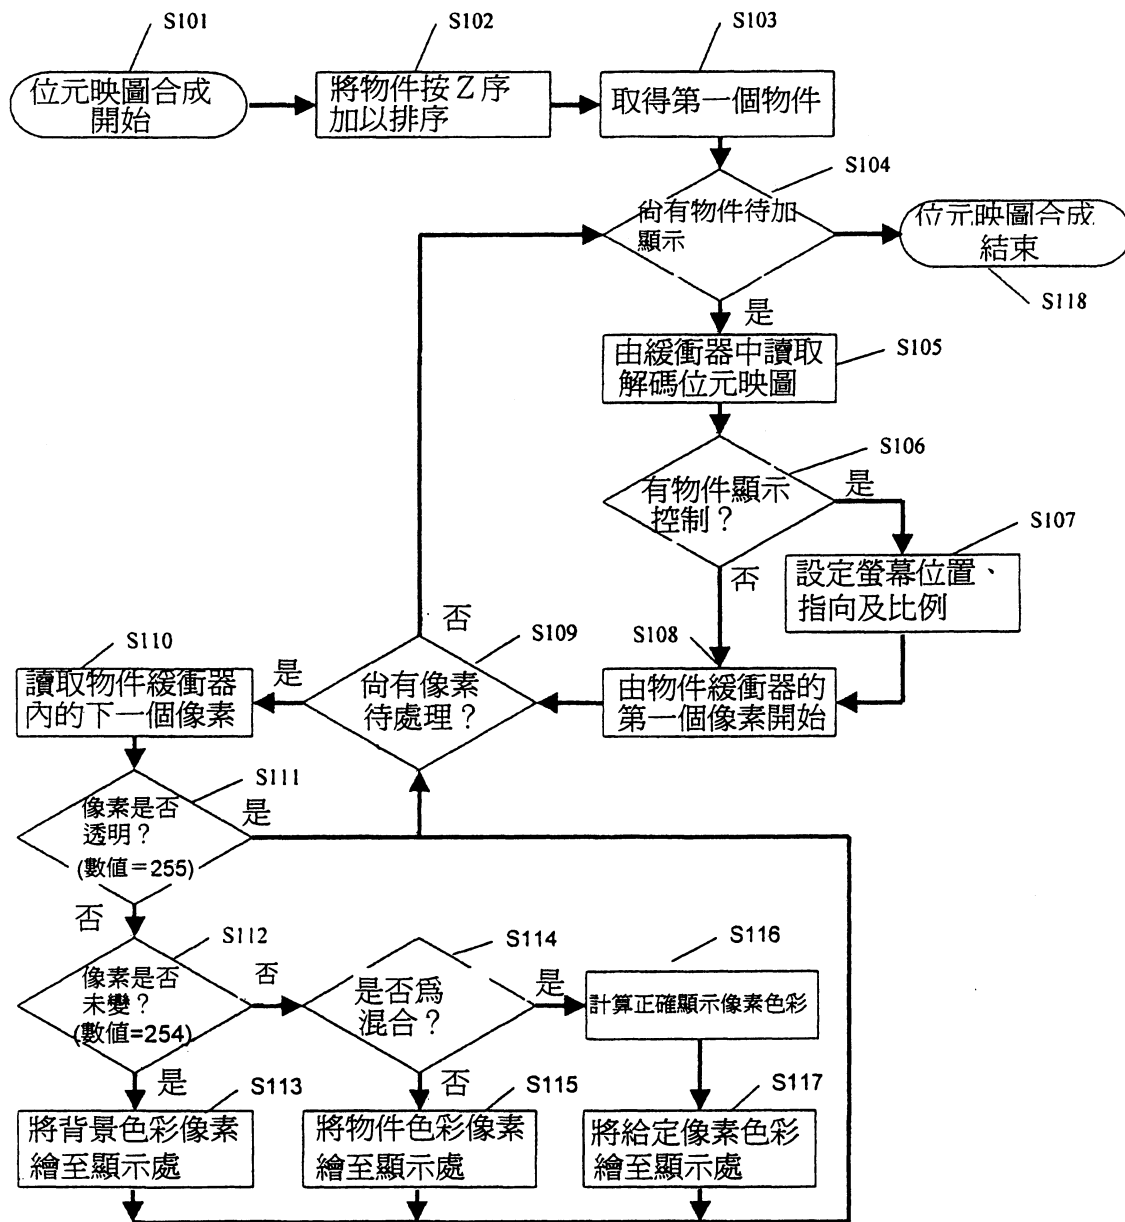 S101
位元映圖合成
開始
S102
將物件按Z序
加以排序
S103
取得第一個物件
S104
尚有物件待加
顯示
位元映圖合成
結束
S118
是
由緩衝器中讀取
解碼位元映圖
S105
S106
有物件顯示
控制？
是
否
S107
設定螢幕位置、
指向及比例
S108
由物件緩衝器的
第一個像素開始
S109
尚有像素
待處理？
否
是
S110
讀取物件緩衝器
內的下一個像素
S111
像素是否
透明？
(數值＝255)
是
否
S112
像素是否
未變？
(數值=254)
否
是
S113
將背景色彩像素
繪至顯示處
S114
是否為
混合？
是
否
S115
將物件色彩像素
繪至顯示處
S116
計算正確顯示像素色彩
S117
將給定像素色彩
繪至顯示處